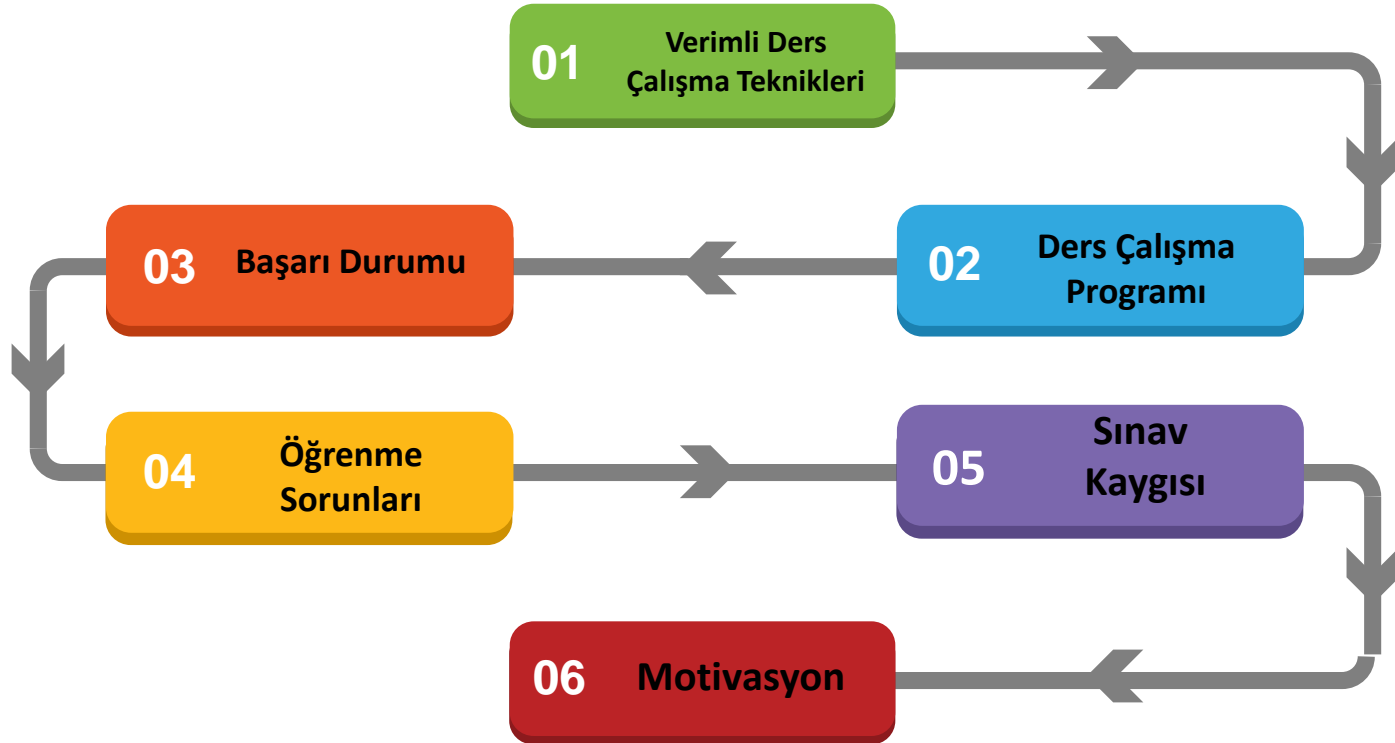 01
Verimli Ders
Çalışma Teknikleri
02
Ders Çalışma
Programı
03
Başarı Durumu
04
Öğrenme
Sorunları
05
Sınav
Kaygısı
06
Motivasyon